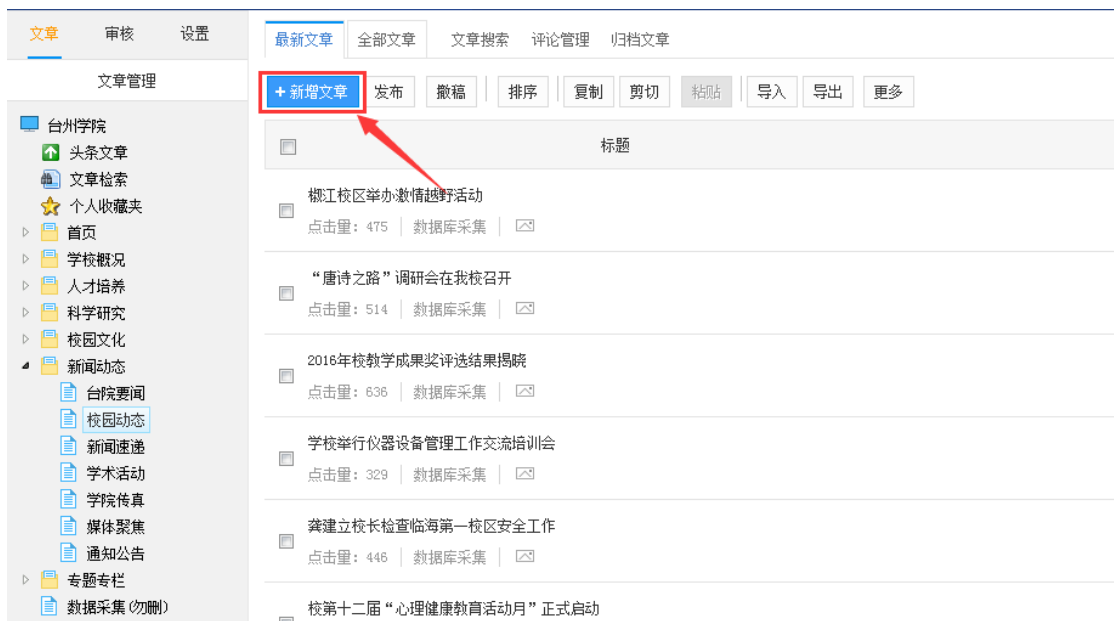 文章 审核 设置
文章管理
台州学院
头条文章
文章检索
个人收藏夹
首页
学校概况
人才培养
科学研究
校园文化
新闻动态
台院要闻
校园动态
新闻速递
学术活动
学院传真
媒体聚焦
通知公告
专题专栏
数据采集(勿删)
最新文章 全部文章 文章搜索 评论管理 归档文章
+ 新增文章 发布 撤稿 排序 复制 剪切 粘贴 导入 导出 更多
标题
椒江校区举办激情越野活动
点击量: 475 数据库采集
“唐诗之路”调研会在我校召开
点击量: 514 数据库采集
2016年校教学成果奖评选结果揭晓
点击量: 636 数据库采集
学校举行仪器设备管理工作交流培训会
点击量: 329 数据库采集
龚建立校长检查临海第一校区安全工作
点击量: 446 数据库采集
校第十二届“心理健康教育活动月”正式启动